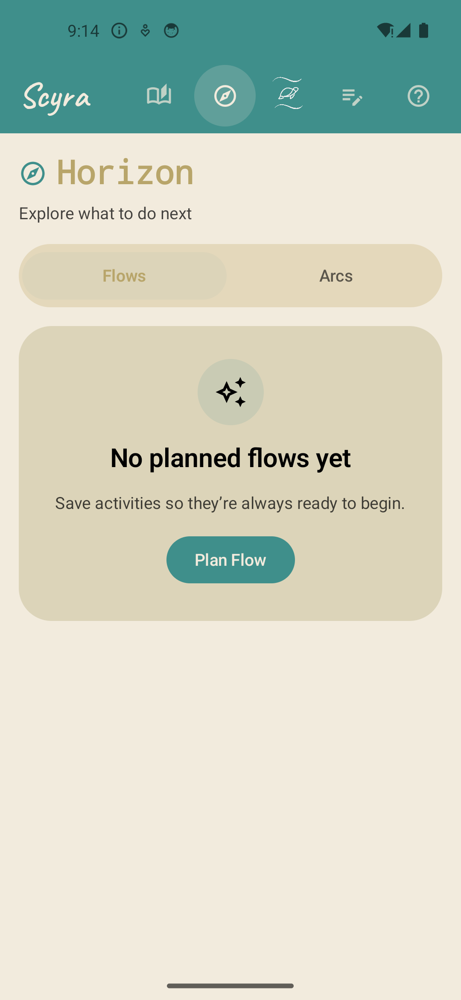 9:14
Scyra
Horizon
Explore what to do next
Flows
Arcs
No planned flows yet
Save activities so they’re always ready to begin.
Plan Flow